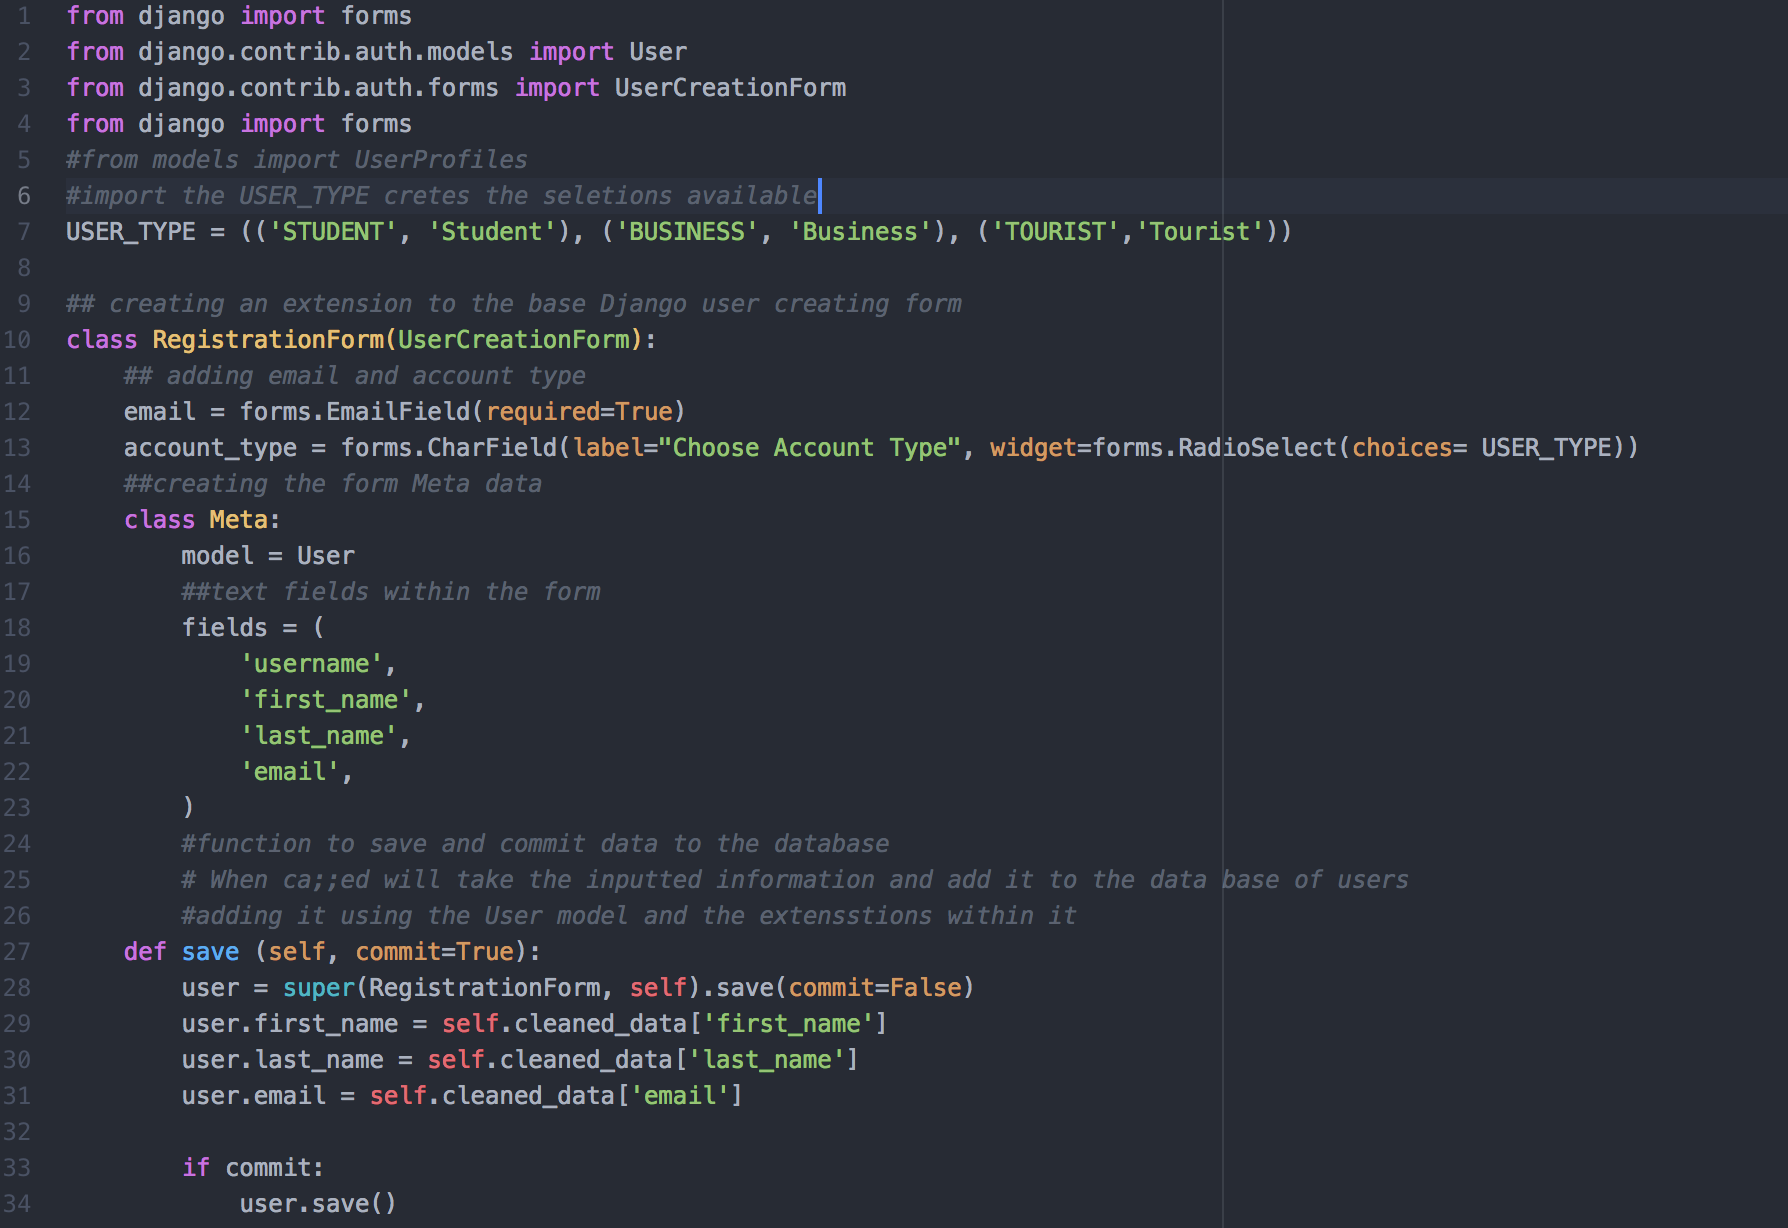 1 from django import forms
2 from django.contrib.auth.models import User
3 from django.contrib.auth.forms import UserCreationForm
4 from django import forms
5 #from models import UserProfiles
6 #import the USER_TYPE cretes the seletions available
7 USER_TYPE = (('STUDENT', 'Student'), ('BUSINESS', 'Business'), ('TOURIST','Tourist'))
8
9 ## creating an extension to the base Django user creating form
10 class RegistrationForm(UserCreationForm):
11     ## adding email and account type
12     email = forms.EmailField(required=True)
13     account_type = forms.CharField(label="Choose Account Type", widget=forms.RadioSelect(choices= USER_TYPE))
14     ##creating the form Meta data
15     class Meta:
16         model = User
17         ##text fields within the form
18         fields = (
19             'username',
20             'first_name',
21             'last_name',
22             'email',
23         )
24         #function to save and commit data to the database
25         # When ca;;ed will take the inputted information and add it to the data base of users
26         #adding it using the User model and the extensstions within it
27     def save (self, commit=True):
28         user = super(RegistrationForm, self).save(commit=False)
29         user.first_name = self.cleaned_data['first_name']
30         user.last_name = self.cleaned_data['last_name']
31         user.email = self.cleaned_data['email']
32
33         if commit:
34             user.save()